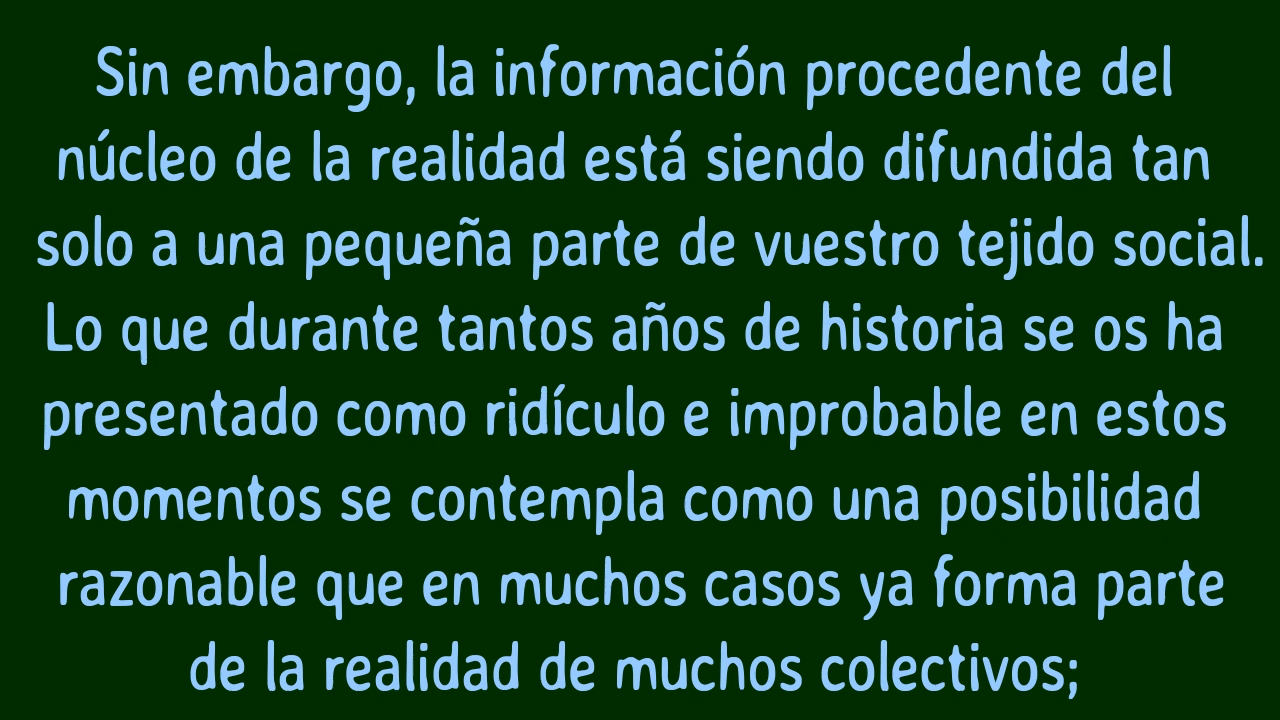 Sin embargo, la información procedente del
núcleo de la realidad está siendo difundida tan
solo a una pequeña parte de vuestro tejido social.
Lo que durante tantos años de historia se os ha
presentado como ridículo e improbable en estos
momentos se contempla como una posibilidad
razonable que en muchos casos ya forma parte
de la realidad de muchos colectivos;